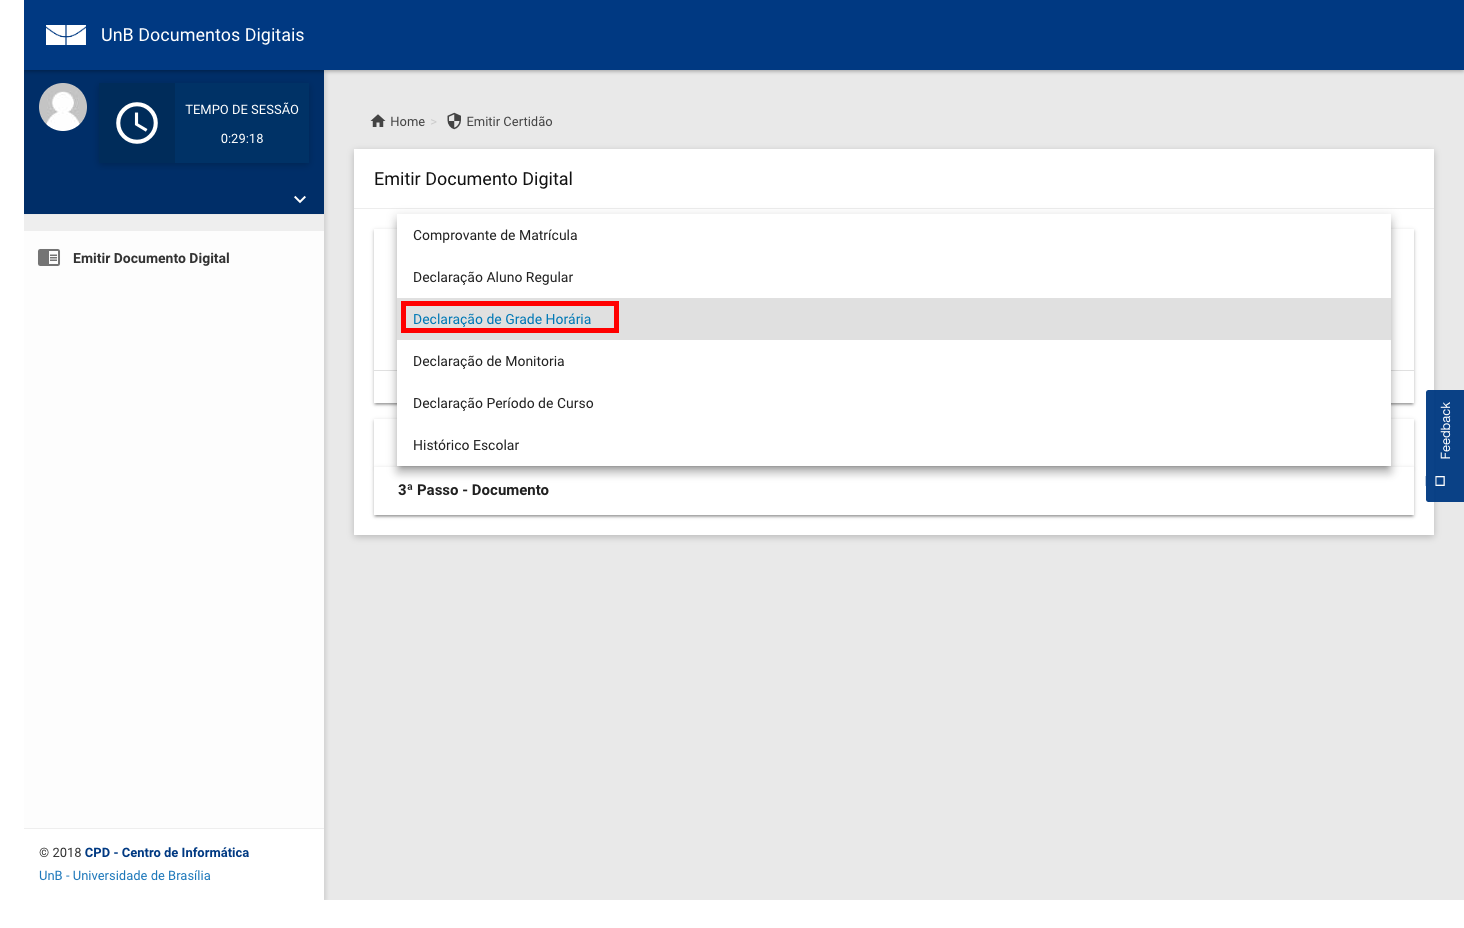 UnB Documentos Digitais
TEMPO DE SESSÃO
0:29:18
Home > Emitir Certidão
Emitir Documento Digital
Emitir Documento Digital
Comprovante de Matrícula
Declaração Aluno Regular
Declaração de Grade Horária
Declaração de Monitoria
Declaração Período de Curso
Histórico Escolar
3ª Passo - Documento
Feedback
© 2018 CPD - Centro de Informática
UnB - Universidade de Brasília